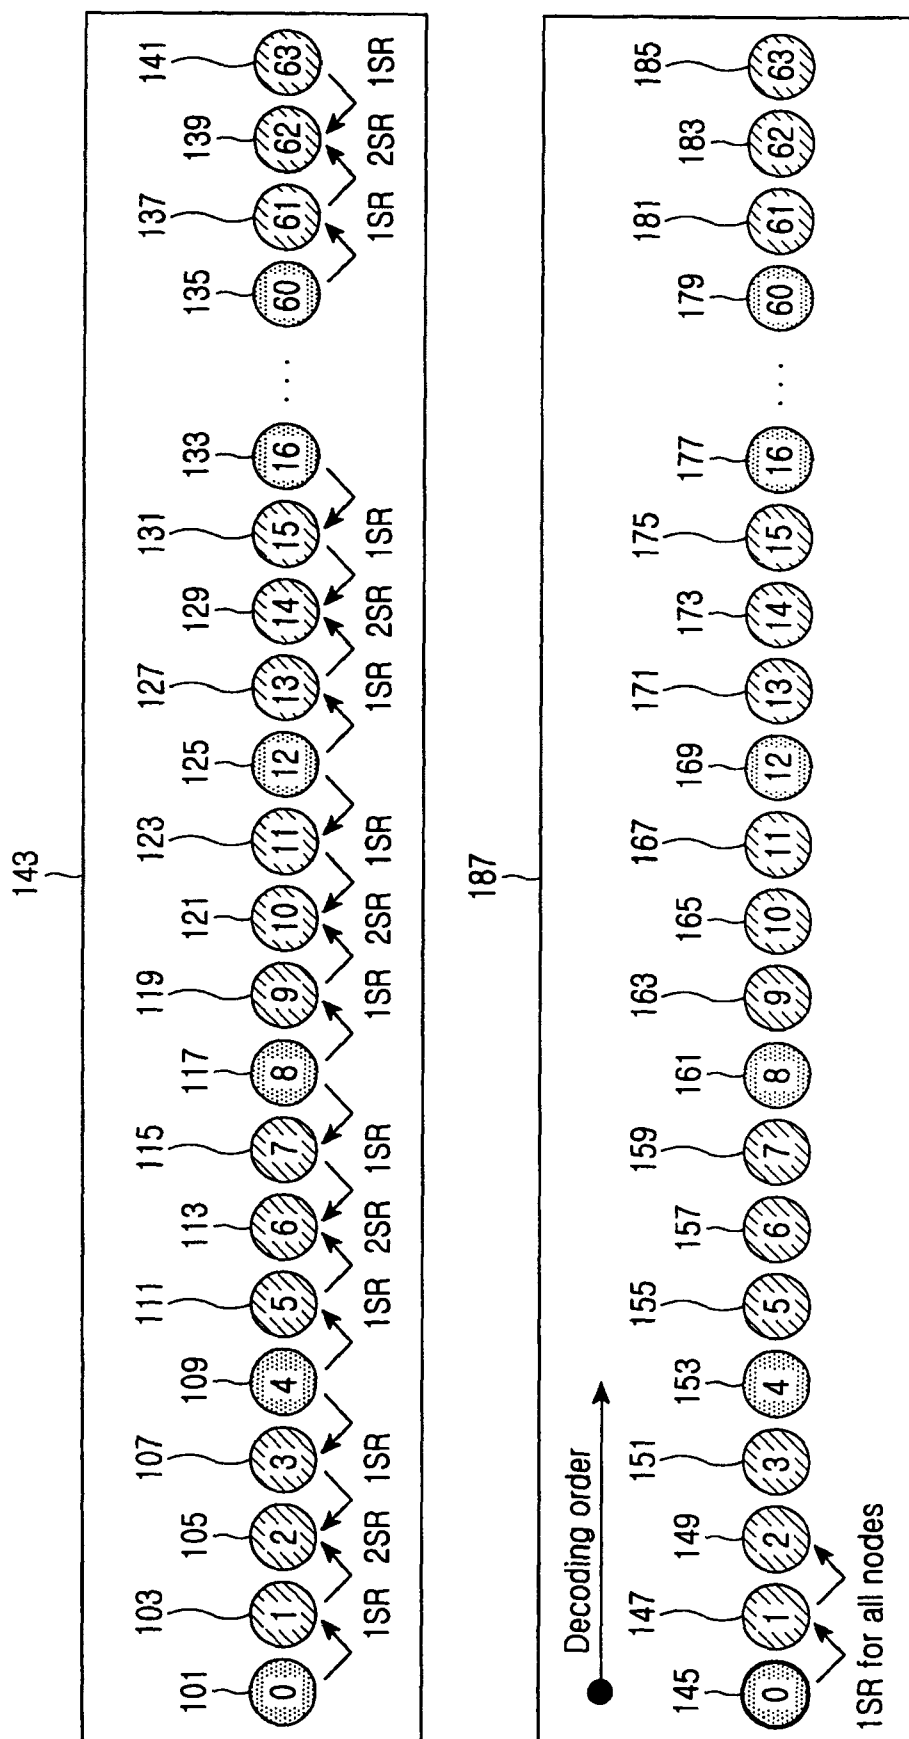 143
101 103 105 107 109 111 113 115 117 119 121 123 125 127 129 131 133 135 137 139 141
0 1 2 3 4 5 6 7 8 9 10 11 12 13 14 15 16 ... 60 61 62 63
1SR 2SR 1SR 1SR 2SR 1SR 1SR 2SR 1SR 1SR 2SR 1SR 1SR 2SR 1SR
187
Decoding order
145 147 149 151 153 155 157 159 161 163 165 167 169 171 173 175 177 179 181 183 185
0 1 2 3 4 5 6 7 8 9 10 11 12 13 14 15 16 ... 60 61 62 63
1SR for all nodes